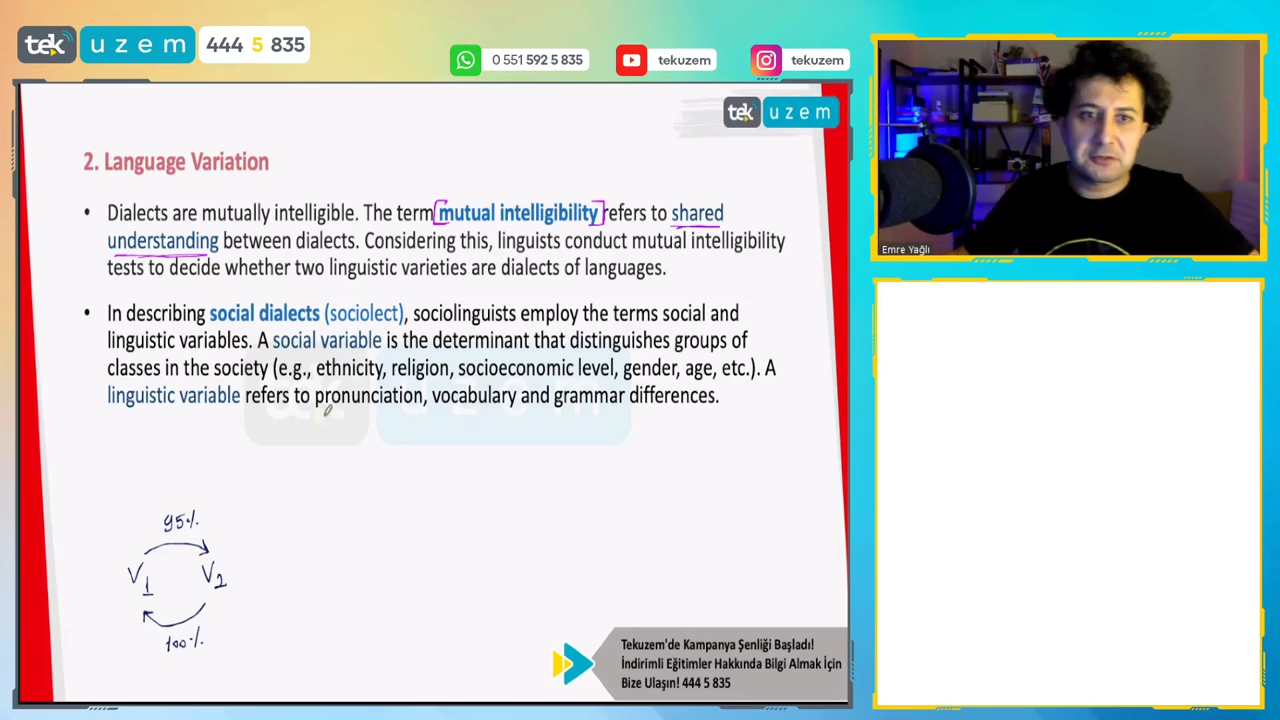 tek uzem 444 5 835
0 551 592 5 835
tekuzem
tekuzem
tek uzem
Emre Yağlı
2. Language Variation
• Dialects are mutually intelligible. The term [mutual intelligibility] refers to shared
understanding between dialects. Considering this, linguists conduct mutual intelligibility
tests to decide whether two linguistic varieties are dialects of languages.
• In describing social dialects (sociolect), sociolinguists employ the terms social and
linguistic variables. A social variable is the determinant that distinguishes groups of
classes in the society (e.g., ethnicity, religion, socioeconomic level, gender, age, etc.). A
linguistic variable refers to pronunciation, vocabulary and grammar differences.
tek uzem
95%
V1 V2
100%
Tekuzem'de Kampanya Şenliği Başladı!
İndirimli Eğitimler Hakkında Bilgi Almak İçin
Bize Ulaşın! 444 5 835